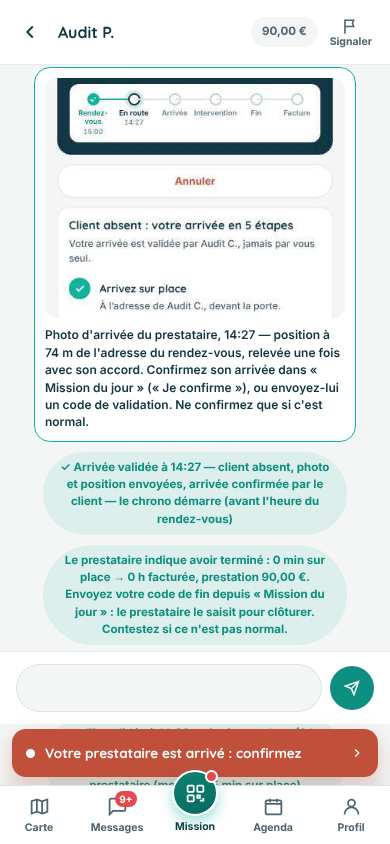 Audit P.
90,00 €
Signaler
Rendez-
vous
15:00
En route
14:27
Arrivée
Intervention
Fin
Facture
Annuler
Client absent : votre arrivée en 5 étapes
Votre arrivée est validée par Audit C., jamais par vous
seul.
Arrivez sur place
À l'adresse de Audit C., devant la porte.
Photo d'arrivée du prestataire, 14:27 — position à
74 m de l'adresse du rendez-vous, relevée une fois
avec son accord. Confirmez son arrivée dans «
Mission du jour » (« Je confirme »), ou envoyez-lui
un code de validation. Ne confirmez que si c'est
normal.
✓ Arrivée validée à 14:27 — client absent, photo
et position envoyées, arrivée confirmée par le
client — le chrono démarre (avant l'heure du
rendez-vous)
Le prestataire indique avoir terminé : 0 min sur
place → 0 h facturée, prestation 90,00 €.
Envoyez votre code de fin depuis « Mission du
jour » : le prestataire le saisit pour clôturer.
Contestez si ce n'est pas normal.
Votre prestataire est arrivé : confirmez
9+
Carte
Messages
Mission
Agenda
Profil